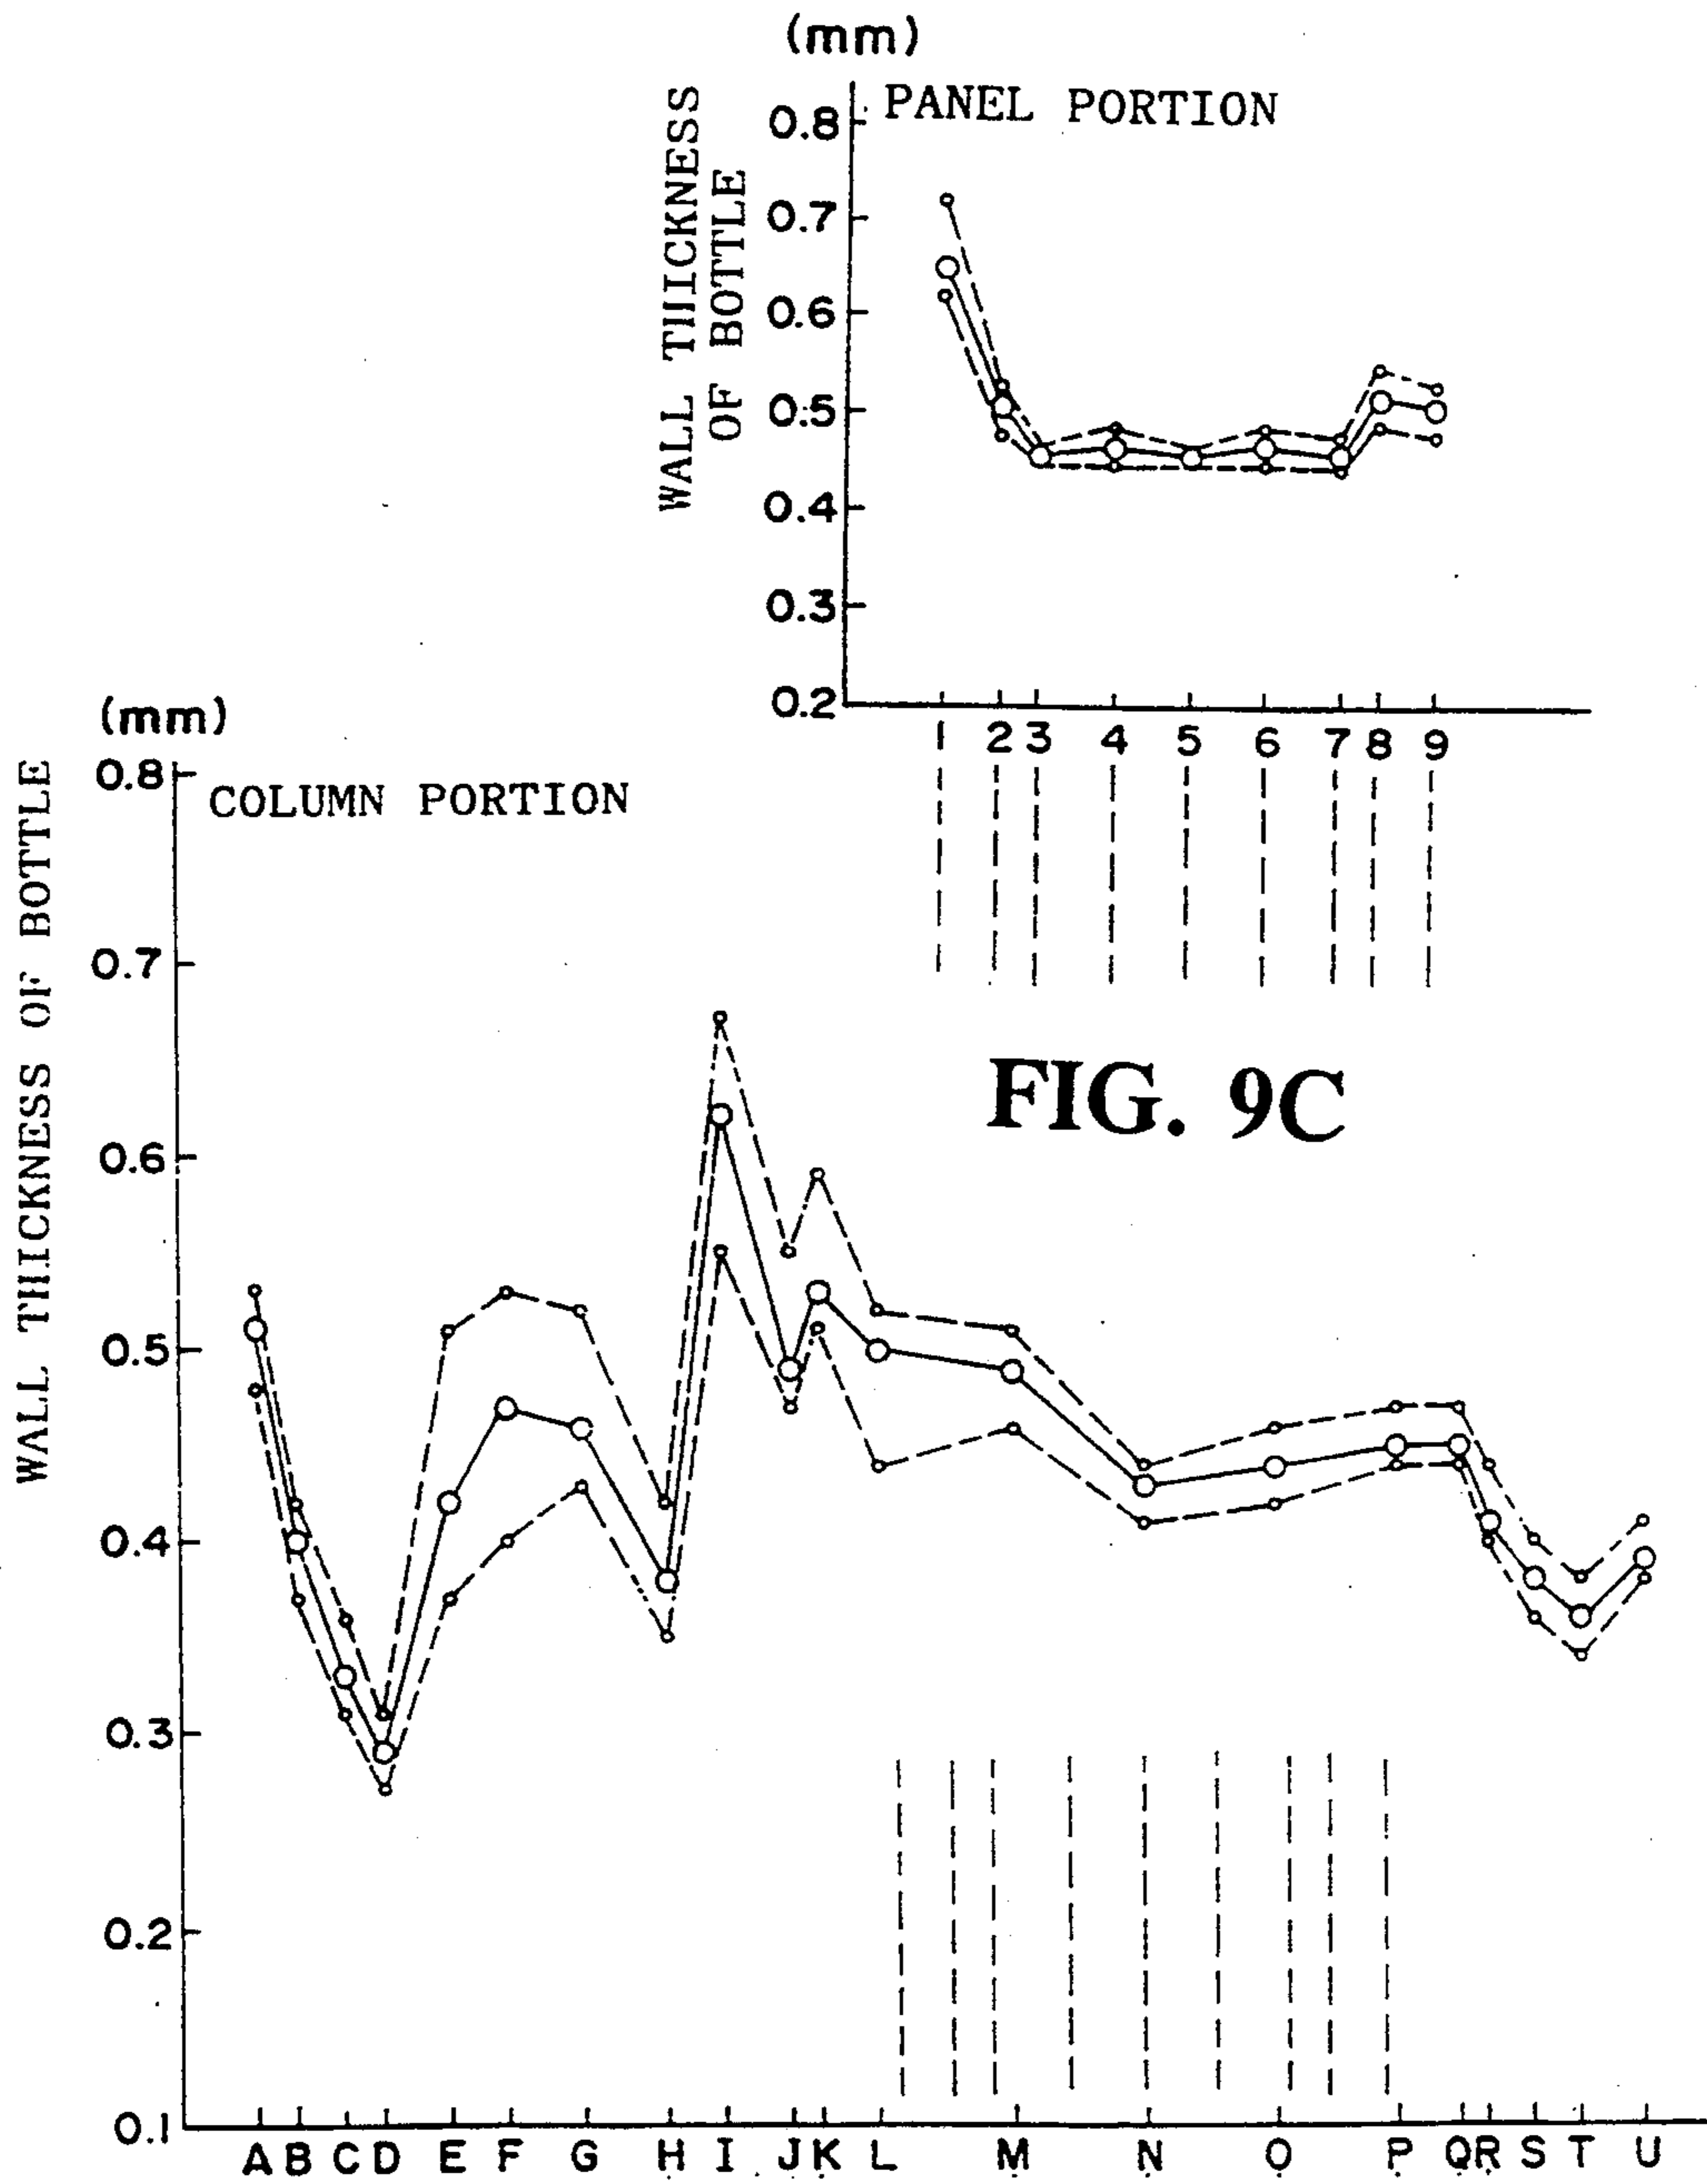 (mm)
PANEL PORTION
WALL THICKNESS
OF BOTTLE
0.8
0.7
0.6
0.5
0.4
0.3
0.2
1 2 3 4 5 6 7 8 9
(mm)
COLUMN PORTION
WALL THICKNESS OF BOTTLE
0.8
0.7
0.6
0.5
0.4
0.3
0.2
0.1
FIG. 9C
A B C D E F G H I J K L M N O P Q R S T U